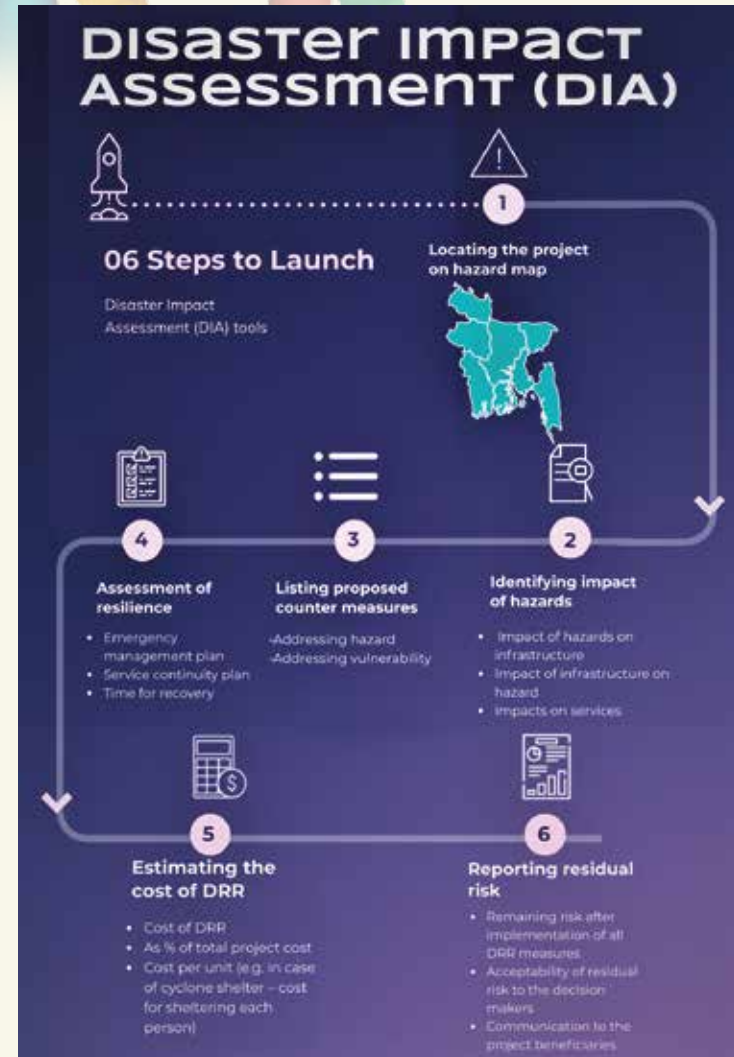 DISASTER IMPACT
ASSESSMENT (DIA)
06 Steps to Launch
Disaster Impact
Assessment (DIA) tools
1
Locating the project
on hazard map
2
Identifying impact
of hazards
• Impact of hazards on
infrastructure
• Impact of infrastructure on
hazard
• Impacts on services
3
Listing proposed
counter measures
-Addressing hazard
-Addressing vulnerability
4
Assessment of
resilience
• Emergency
management plan
• Service continuity plan
• Time for recovery
5
Estimating the
cost of DRR
• Cost of DRR
• As % of total project cost
• Cost per unit (e.g. in case
of cyclone shelter – cost
for sheltering each
person)
6
Reporting residual
risk
• Remaining risk after
implementation of all
DRR measures
• Acceptability of residual
risk to the decision
makers
• Communication to the
project beneficiaries